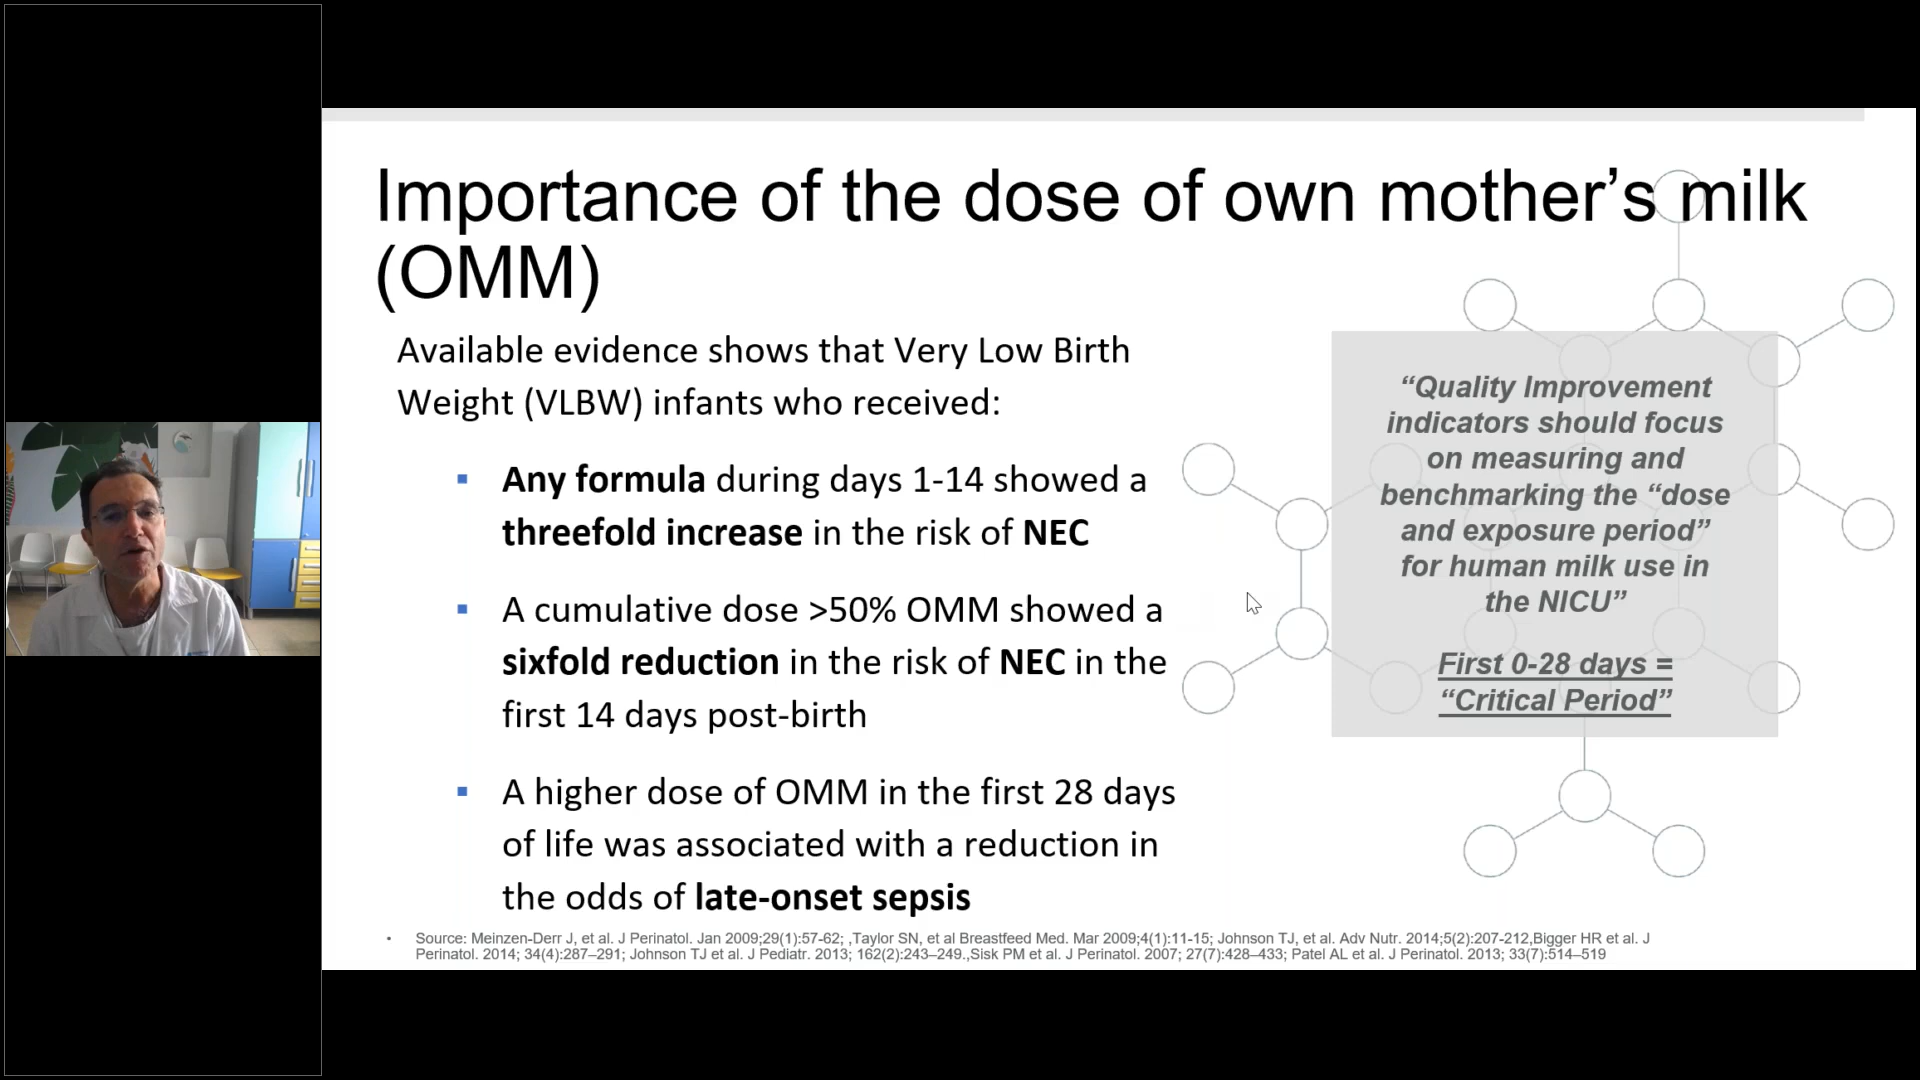 Importance of the dose of own mother’s milk
(OMM)
Available evidence shows that Very Low Birth
Weight (VLBW) infants who received:
▪ Any formula during days 1-14 showed a
threefold increase in the risk of NEC
▪ A cumulative dose >50% OMM showed a
sixfold reduction in the risk of NEC in the
first 14 days post-birth
▪ A higher dose of OMM in the first 28 days
of life was associated with a reduction in
the odds of late-onset sepsis
“Quality Improvement
indicators should focus
on measuring and
benchmarking the “dose
and exposure period”
for human milk use in
the NICU”
First 0-28 days =
“Critical Period”
• Source: Meinzen-Derr J, et al. J Perinatol. Jan 2009;29(1):57-62; ,Taylor SN, et al Breastfeed Med. Mar 2009;4(1):11-15; Johnson TJ, et al. Adv Nutr. 2014;5(2):207-212,Bigger HR et al. J
Perinatol. 2014; 34(4):287–291; Johnson TJ et al. J Pediatr. 2013; 162(2):243–249.,Sisk PM et al. J Perinatol. 2007; 27(7):428–433; Patel AL et al. J Perinatol. 2013; 33(7):514–519